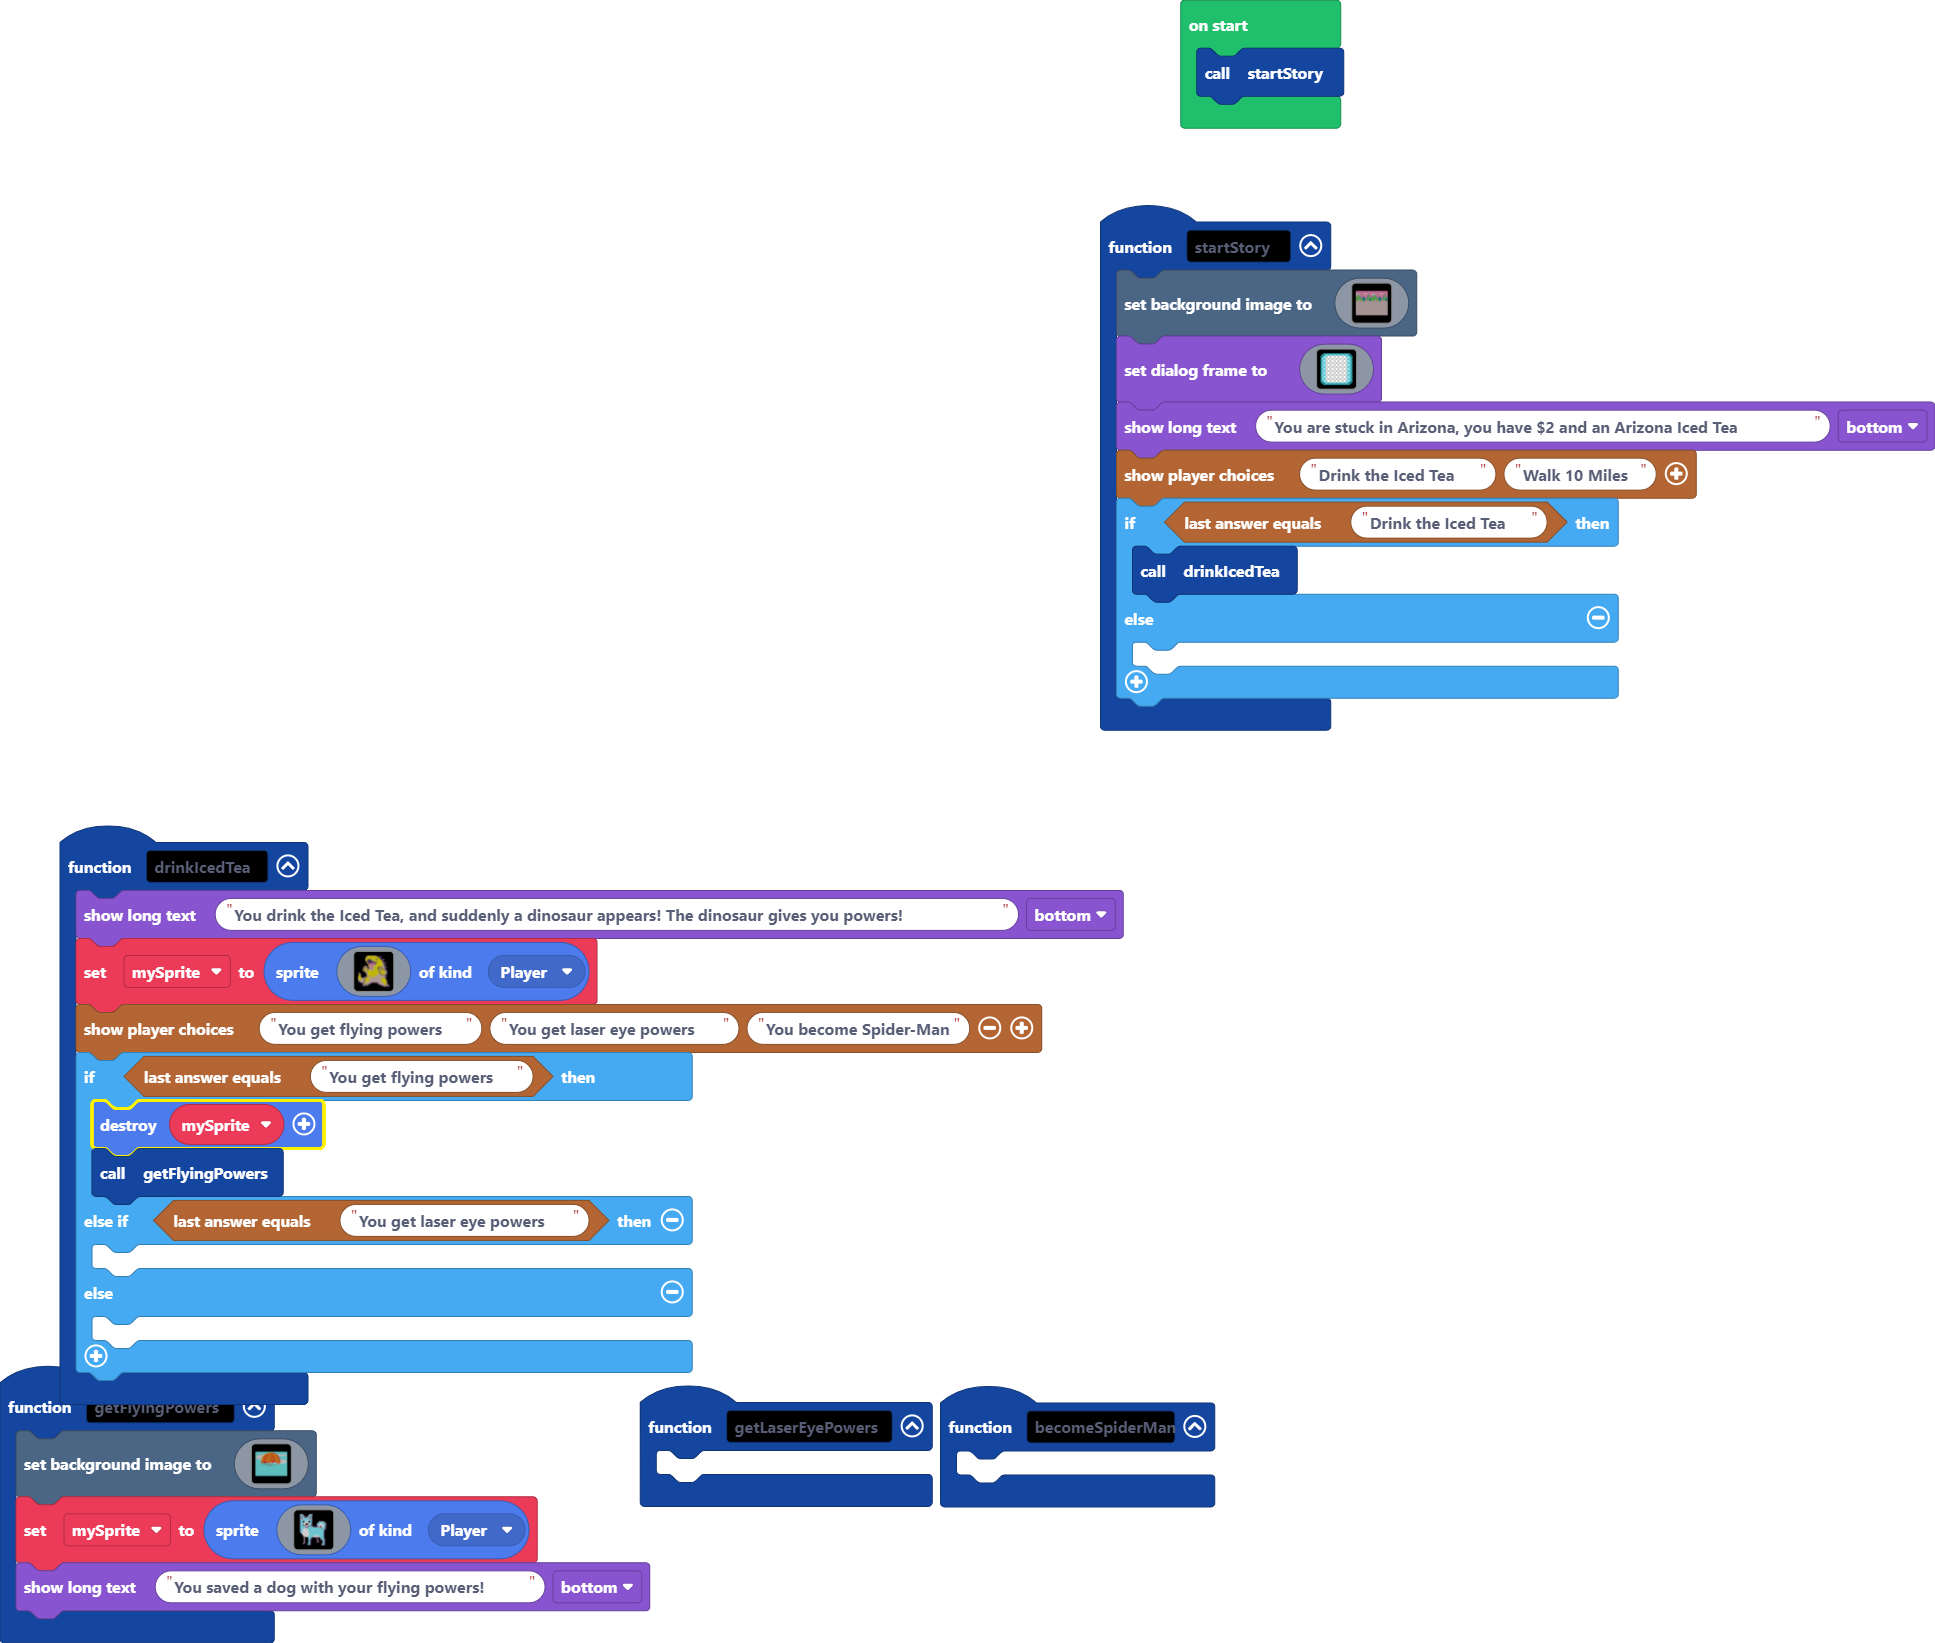 on start
call startStory
function startStory
set background image to
set dialog frame to
show long text "You are stuck in Arizona, you have $2 and an Arizona Iced Tea" bottom
show player choices "Drink the Iced Tea" "Walk 10 Miles"
if last answer equals "Drink the Iced Tea" then
call drinkIcedTea
else
function drinkIcedTea
show long text "You drink the Iced Tea, and suddenly a dinosaur appears! The dinosaur gives you powers!" bottom
set mySprite to sprite of kind Player
show player choices "You get flying powers" "You get laser eye powers" "You become Spider-Man"
if last answer equals "You get flying powers" then
destroy mySprite
call getFlyingPowers
else if last answer equals "You get laser eye powers" then
else
function getFlyingPowers
set background image to
set mySprite to sprite of kind Player
show long text "You saved a dog with your flying powers!" bottom
function getLaserEyePowers
function becomeSpiderMan